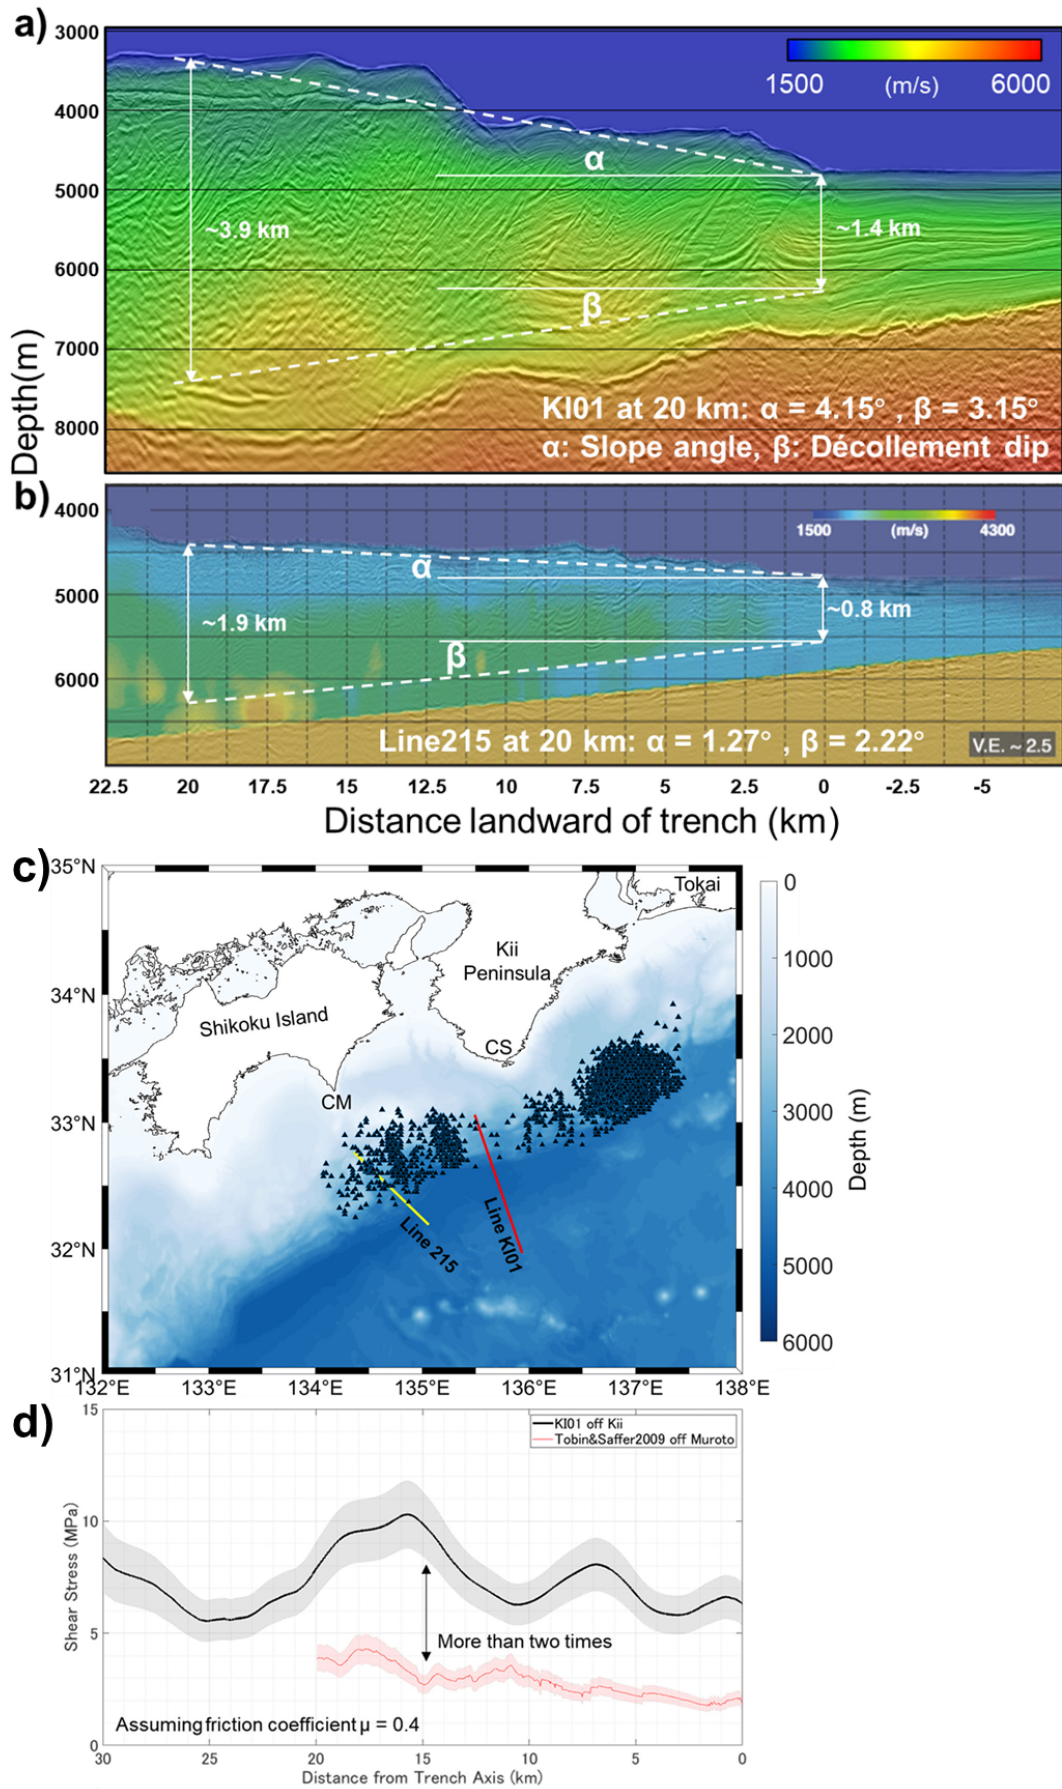 a)
3000
1500 (m/s) 6000
4000
α
5000
~3.9 km
~1.4 km
6000
β
7000
KI01 at 20 km: α = 4.15° , β = 3.15°
8000
α: Slope angle, β: Décollement dip
Depth(m)
b)
4000
1500 (m/s) 4300
α
5000
~1.9 km
~0.8 km
β
6000
Line215 at 20 km: α = 1.27° , β = 2.22°
V.E. ~ 2.5
22.5 20 17.5 15 12.5 10 7.5 5 2.5 0 -2.5 -5
Distance landward of trench (km)
c)
35°N
34°N
33°N
32°N
31°N
132°E 133°E 134°E 135°E 136°E 137°E 138°E
Tokai
Kii
Peninsula
Shikoku Island
CS
CM
Line 215
Line KI01
0
1000
2000
3000
4000
5000
6000
Depth (m)
d)
15
10
5
0
Shear Stress (MPa)
KI01 off Kii
Tobin&Saffer2009 off Muroto
More than two times
Assuming friction coefficient μ = 0.4
30 25 20 15 10 5 0
Distance from Trench Axis (km)